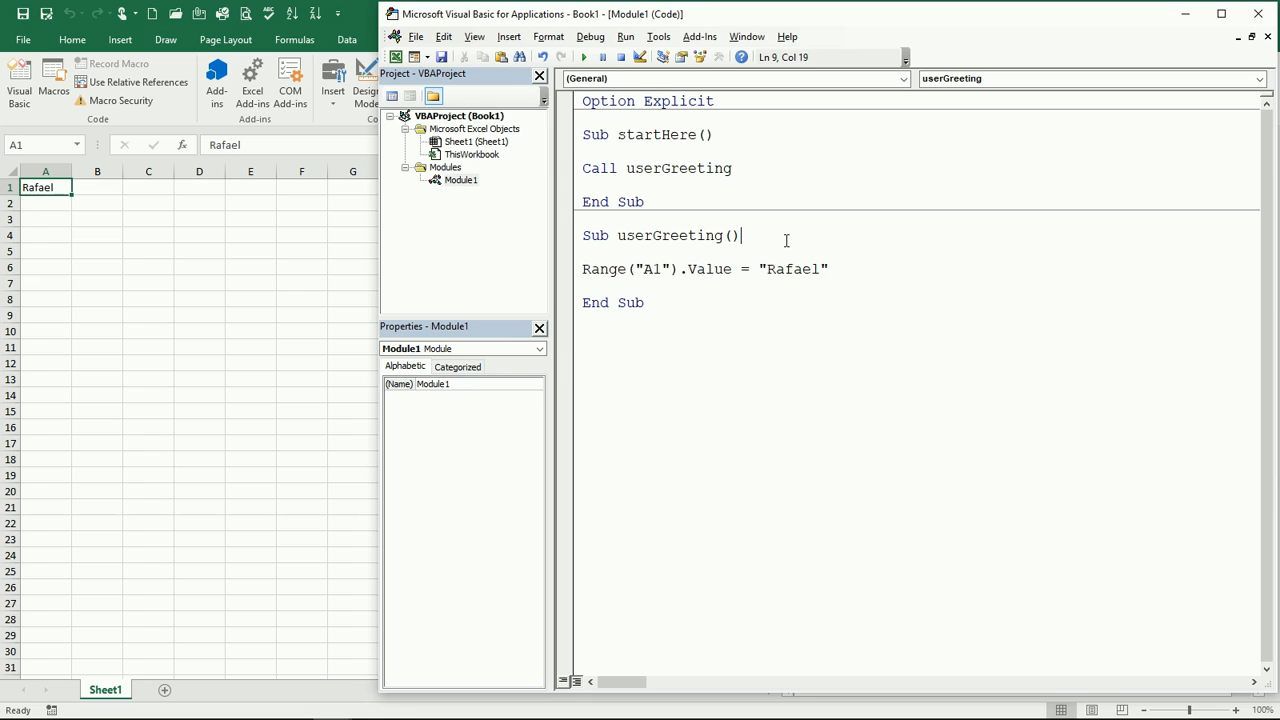 File Home Insert Draw Page Layout Formulas Data
Visual Basic
Macros
Record Macro
Use Relative References
Macro Security
Code
Add-ins
Excel Add-ins
COM Add-ins
Add-ins
Insert
A1
fx
Rafael
A B C D E F G
1 Rafael
2
3
4
5
6
7
8
9
10
11
12
13
14
15
16
17
18
19
20
21
22
23
24
25
26
27
28
29
30
31
Sheet1
Ready
100%
Microsoft Visual Basic for Applications - Book1 - [Module1 (Code)]
File Edit View Insert Format Debug Run Tools Add-Ins Window Help
Ln 9, Col 19
Project - VBAProject
VBAProject (Book1)
Microsoft Excel Objects
Sheet1 (Sheet1)
ThisWorkbook
Modules
Module1
Properties - Module1
Module1 Module
Alphabetic Categorized
(Name) Module1
(General)
userGreeting
Option Explicit
Sub startHere()
Call userGreeting
End Sub
Sub userGreeting()
Range("A1").Value = "Rafael"
End Sub